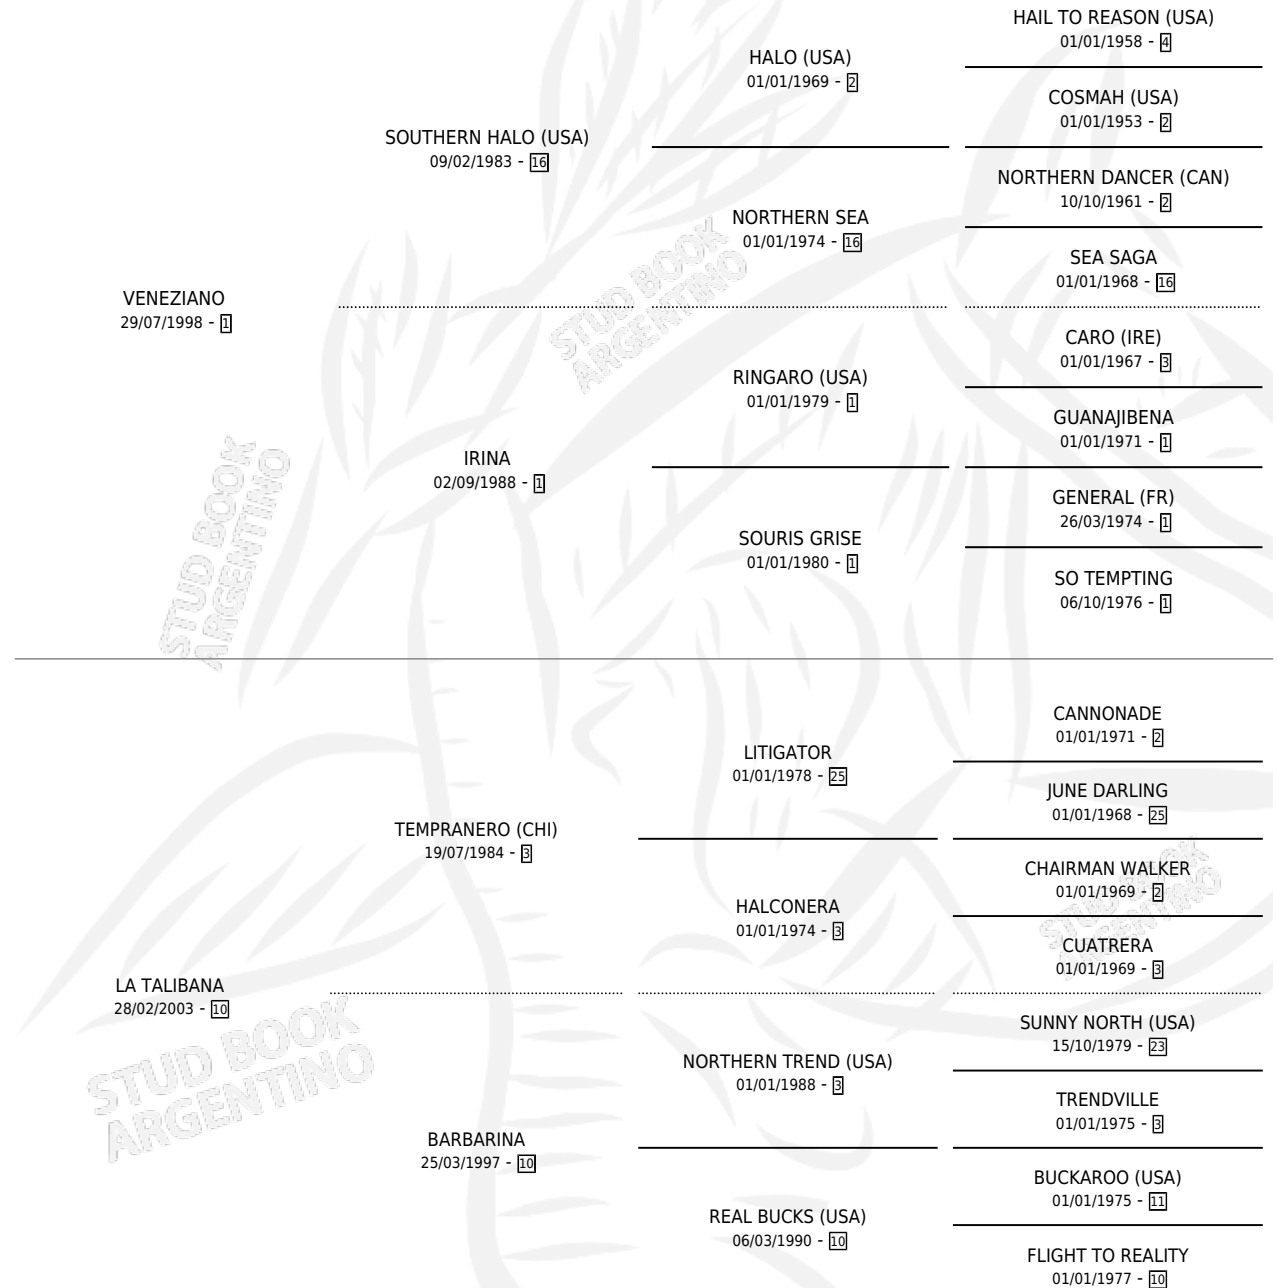 HAIL TO REASON (USA)
01/01/1958 - 4
HALO (USA)
01/01/1969 - 2
COSMAH (USA)
01/01/1953 - 2
SOUTHERN HALO (USA)
09/02/1983 - 16
NORTHERN DANCER (CAN)
10/10/1961 - 2
NORTHERN SEA
01/01/1974 - 16
SEA SAGA
01/01/1968 - 16
VENEZIANO
29/07/1998 - 1
STUD BOOK
ARGENTINO
CARO (IRE)
01/01/1967 - 3
RINGARO (USA)
01/01/1979 - 1
GUANAJIBENA
01/01/1971 - 1
IRINA
02/09/1988 - 1
GENERAL (FR)
26/03/1974 - 1
SOURIS GRISE
01/01/1980 - 1
SO TEMPTING
06/10/1976 - 1
STUD BOOK
ARGENTINO
CANNONADE
01/01/1971 - 2
LITIGATOR
01/01/1978 - 25
JUNE DARLING
01/01/1968 - 25
TEMPRANERO (CHI)
19/07/1984 - 3
CHAIRMAN WALKER
01/01/1969 - 2
STUD BOOK
ARGENTINO
HALCONERA
01/01/1974 - 3
CUATRERA
01/01/1969 - 3
LA TALIBANA
28/02/2003 - 10
STUD BOOK
ARGENTINO
SUNNY NORTH (USA)
15/10/1979 - 23
NORTHERN TREND (USA)
01/01/1988 - 3
TRENDVILLE
01/01/1975 - 3
BARBARINA
25/03/1997 - 10
BUCKAROO (USA)
01/01/1975 - 11
REAL BUCKS (USA)
06/03/1990 - 10
FLIGHT TO REALITY
01/01/1977 - 10